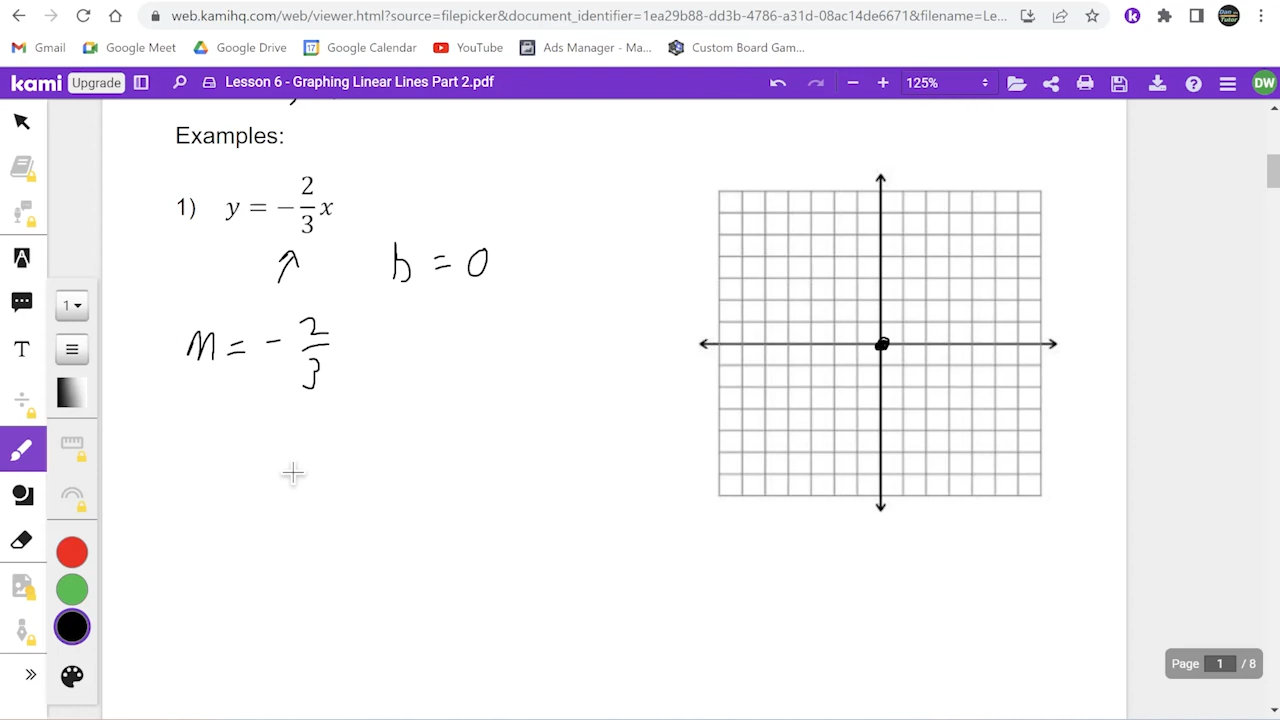 web.kamihq.com/web/viewer.html?source=filepicker&document_identifier=1ea29b88-dd3b-4786-a31d-08ac14de6671&filename=Le...
Gmail Google Meet Google Drive 17 Google Calendar YouTube Ads Manager - Ma... Custom Board Gam...
kami Upgrade Lesson 6 - Graphing Linear Lines Part 2.pdf 125% DW
Examples:
1) y = -2/3 x
b = 0
M = - 2/3
1
T
Page 1 / 8